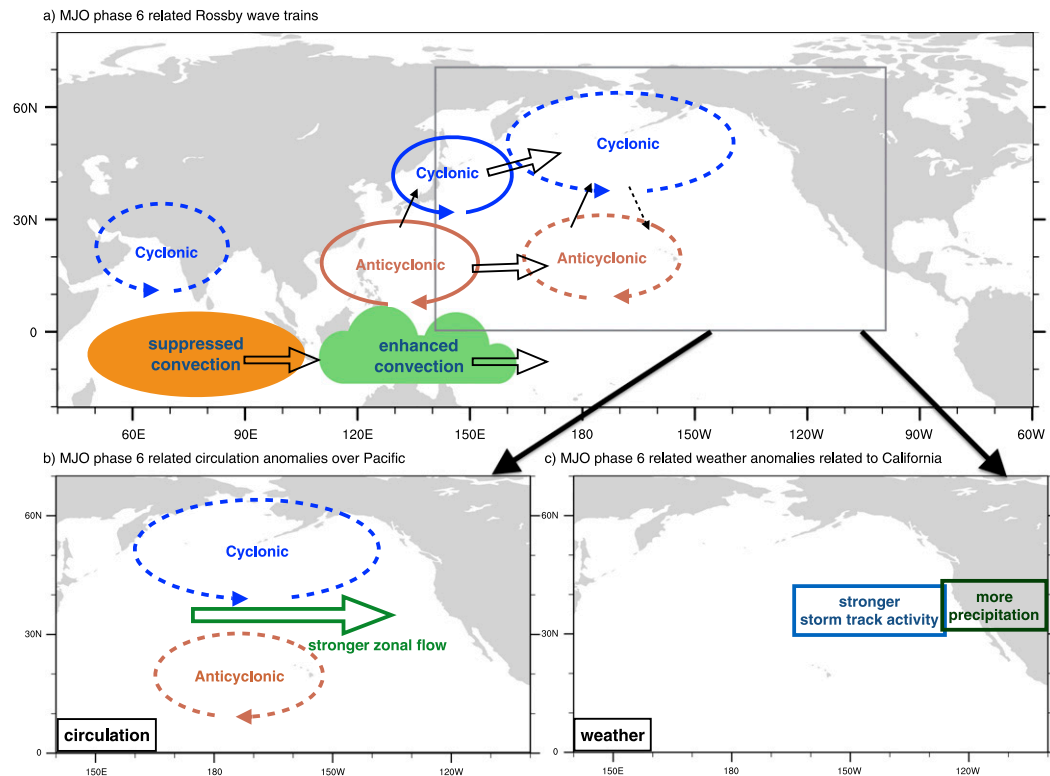 a) MJO phase 6 related Rossby wave trains
60N
30N
0
Cyclonic
Cyclonic
Cyclonic
Anticyclonic
Anticyclonic
suppressed
convection
enhanced
convection
60E
90E
120E
150E
180
150W
120W
90W
60W
b) MJO phase 6 related circulation anomalies over Pacific
60N
30N
0
Cyclonic
stronger zonal flow
Anticyclonic
circulation
150E
180
150W
120W
c) MJO phase 6 related weather anomalies related to California
60N
30N
0
stronger
storm track activity
more
precipitation
weather
150E
180
150W
120W